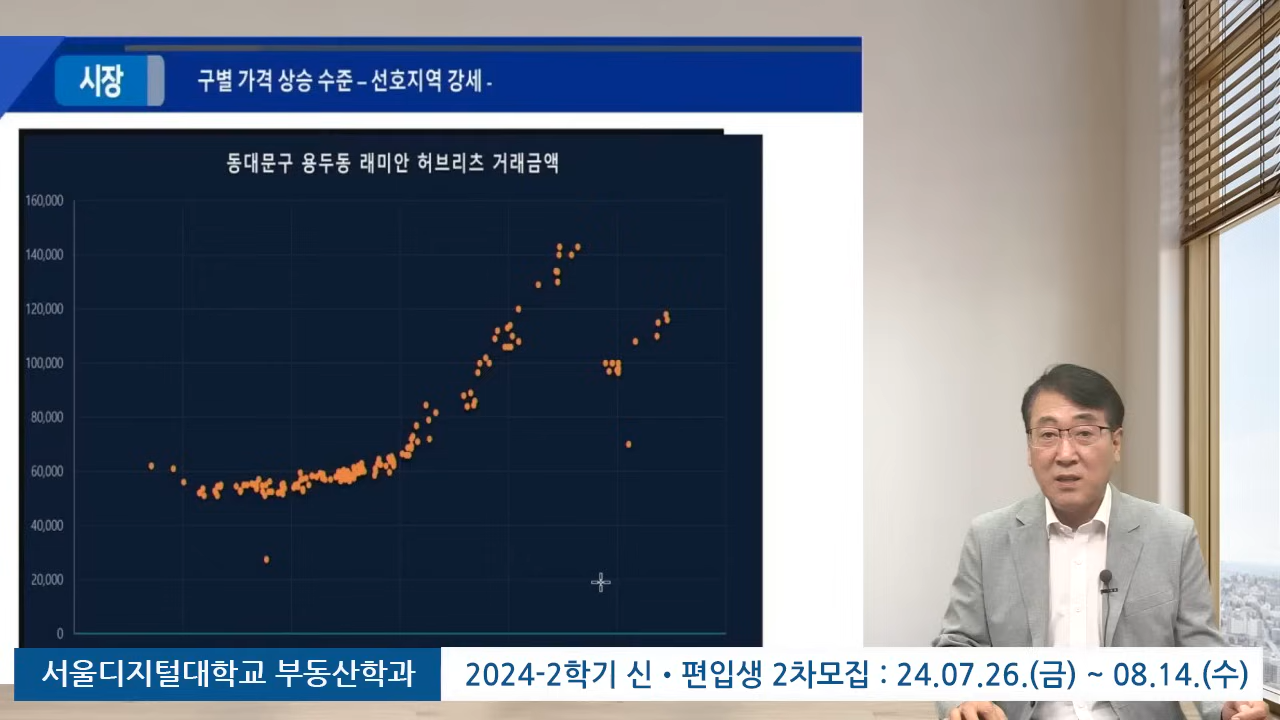 시장
구별 가격 상승 수준 – 선호지역 강세 -
동대문구 용두동 래미안 허브리츠 거래금액
160,000
140,000
120,000
100,000
80,000
60,000
40,000
20,000
0
서울디지털대학교 부동산학과
2024-2학기 신・편입생 2차모집 : 24.07.26.(금) ~ 08.14.(수)